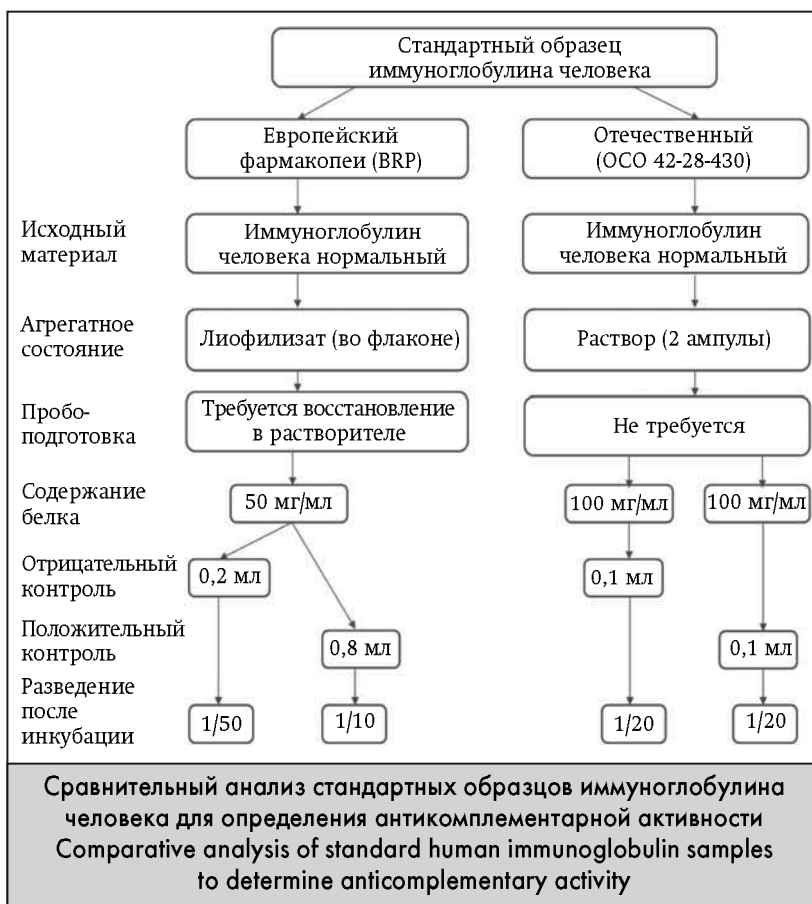 Стандартный образец
иммуноглобулина человека
Европейский
фармакопеи (BRP)
Отечественный
(ОСО 42-28-430)
Исходный
материал
Иммуноглобулин
человека нормальный
Иммуноглобулин
человека нормальный
Агрегатное
состояние
Лиофилизат (во флаконе)
Раствор (2 ампулы)
Пробо-
подготовка
Требуется восстановление
в растворителе
Не требуется
Содержание
белка
50 мг/мл
100 мг/мл
100 мг/мл
Отрицательный
контроль
0,2 мл
0,1 мл
Положительный
контроль
0,8 мл
0,1 мл
Разведение
после
инкубации
1/50
1/10
1/20
1/20
Сравнительный анализ стандартных образцов иммуноглобулина
человека для определения антикомплементарной активности
Comparative analysis of standard human immunoglobulin samples
to determine anticomplementary activity